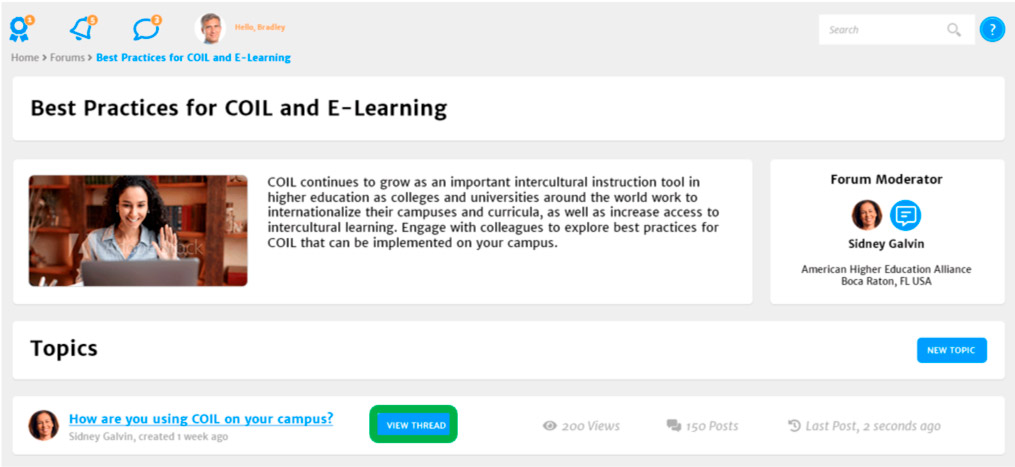 5
5
3
Hello, Bradley
Search
?
Home > Forums > Best Practices for COIL and E-Learning
Best Practices for COIL and E-Learning
COIL continues to grow as an important intercultural instruction tool in
higher education as colleges and universities around the world work to
internationalize their campuses and curricula, as well as increase access to
intercultural learning. Engage with colleagues to explore best practices for
COIL that can be implemented on your campus.
Forum Moderator
Sidney Galvin
American Higher Education Alliance
Boca Raton, FL USA
Topics
NEW TOPIC
How are you using COIL on your campus?
Sidney Galvin, created 1 week ago
VIEW THREAD
200 Views
150 Posts
Last Post, 2 seconds ago